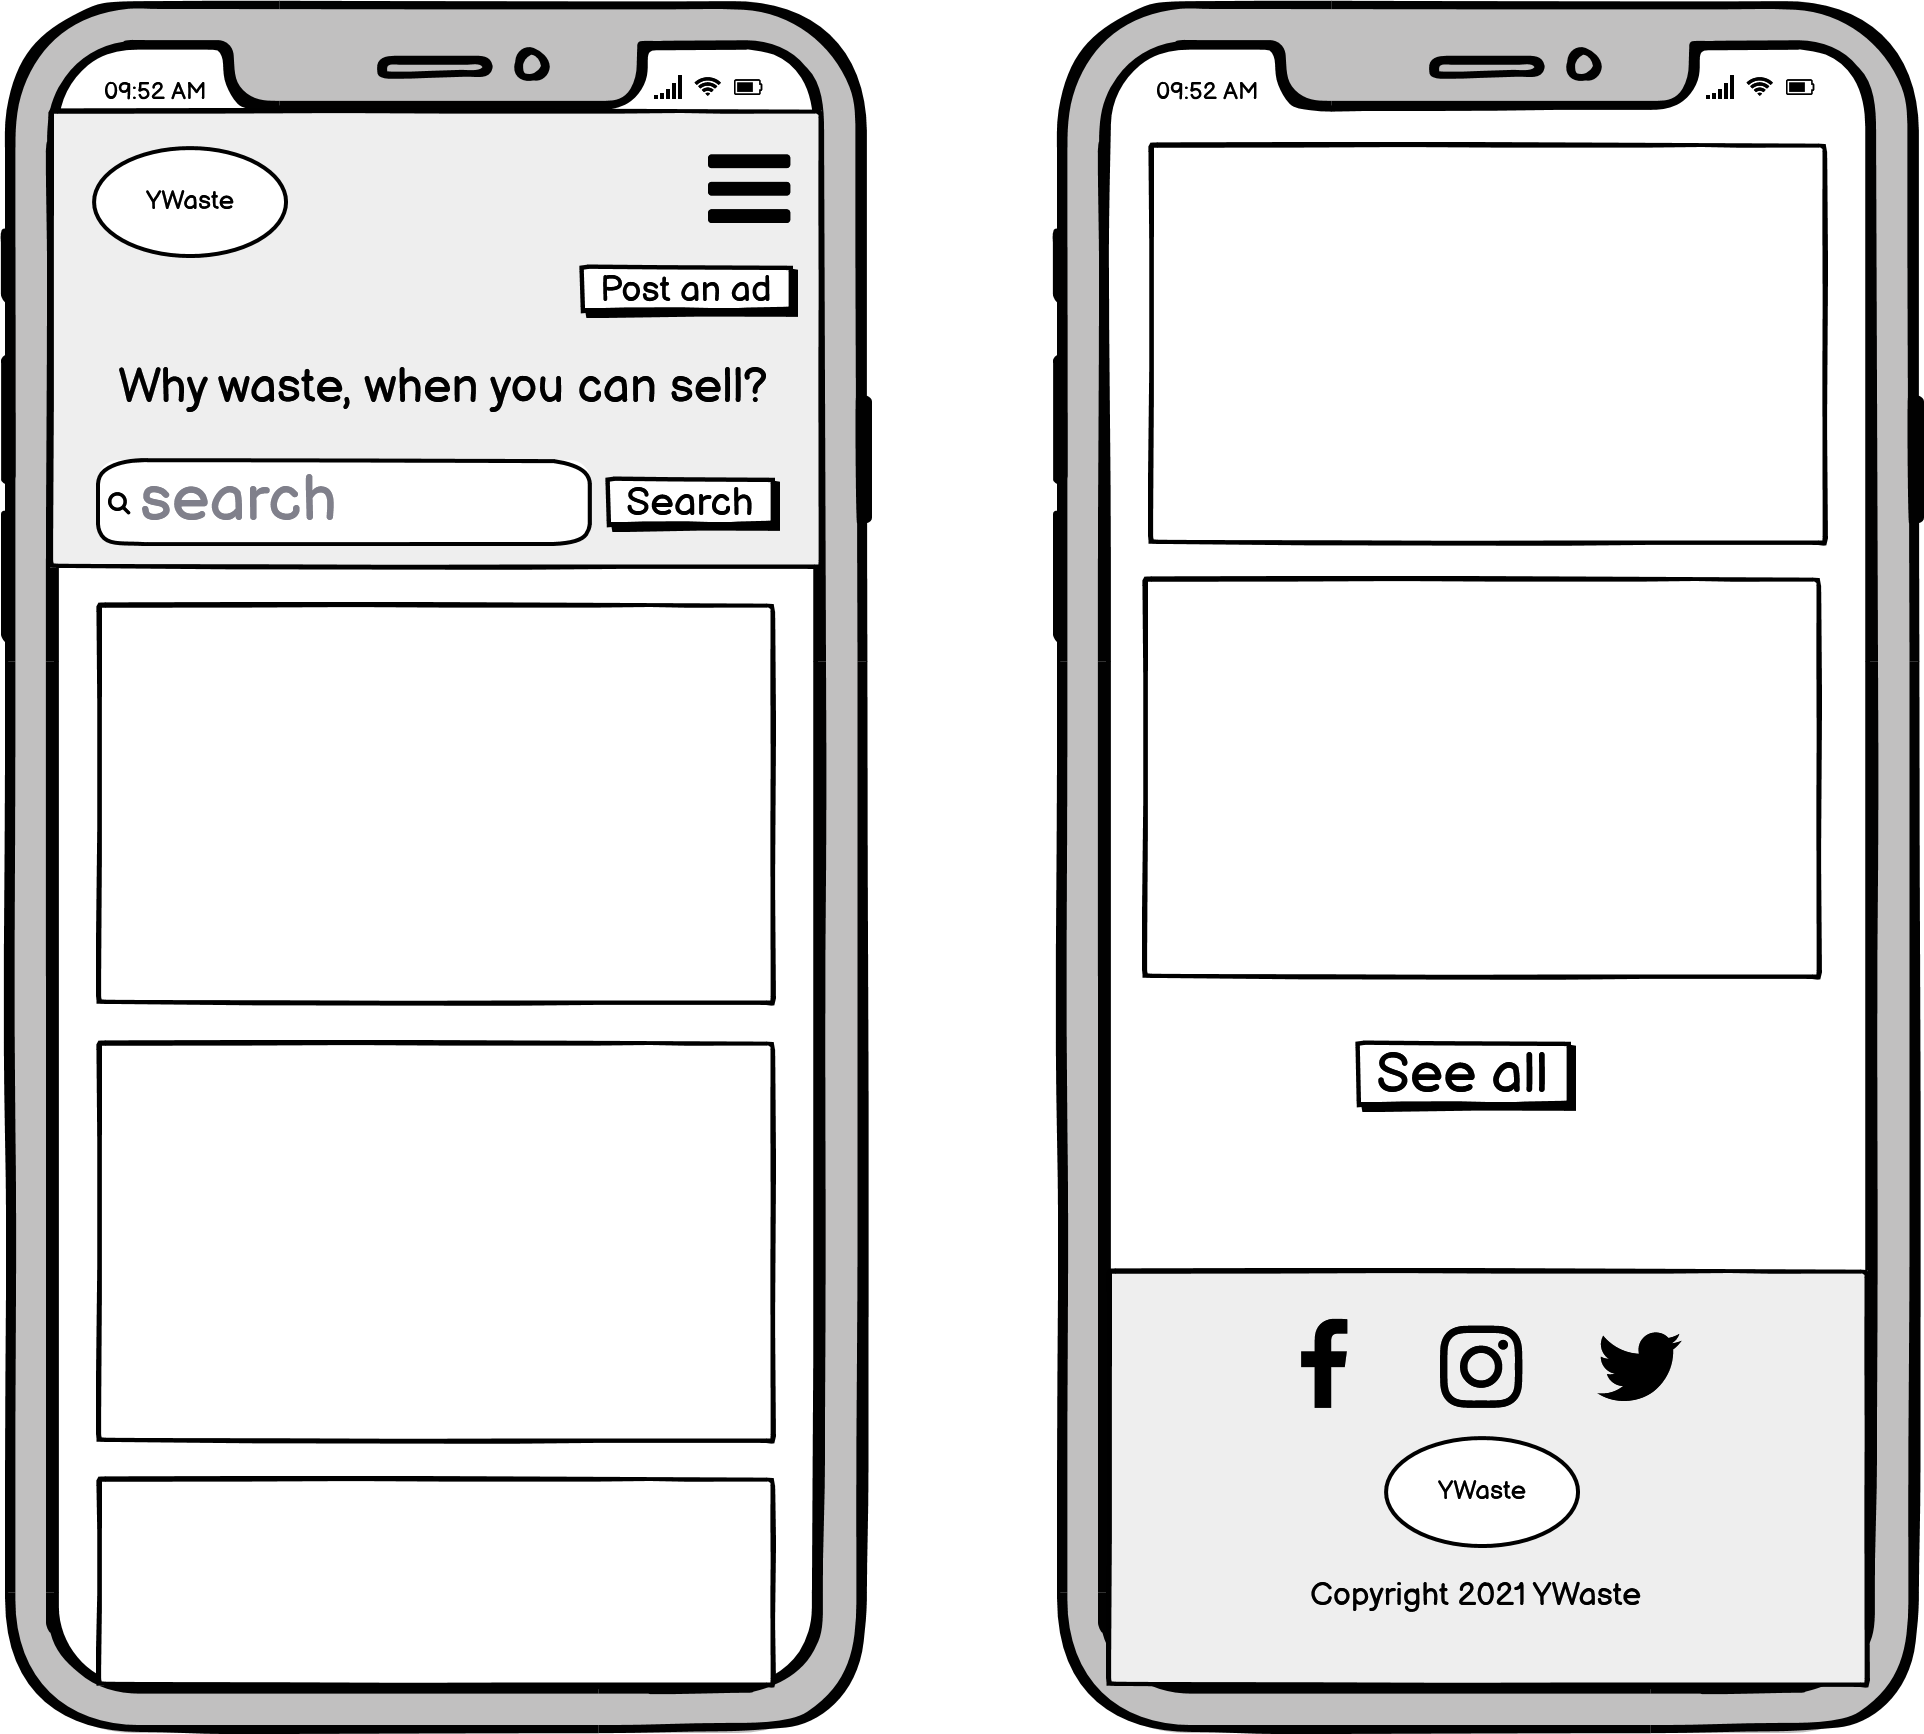 09:52 AM
YWaste
Post an ad
Why waste, when you can sell?
search
Search
09:52 AM
See all
YWaste
Copyright 2021 YWaste